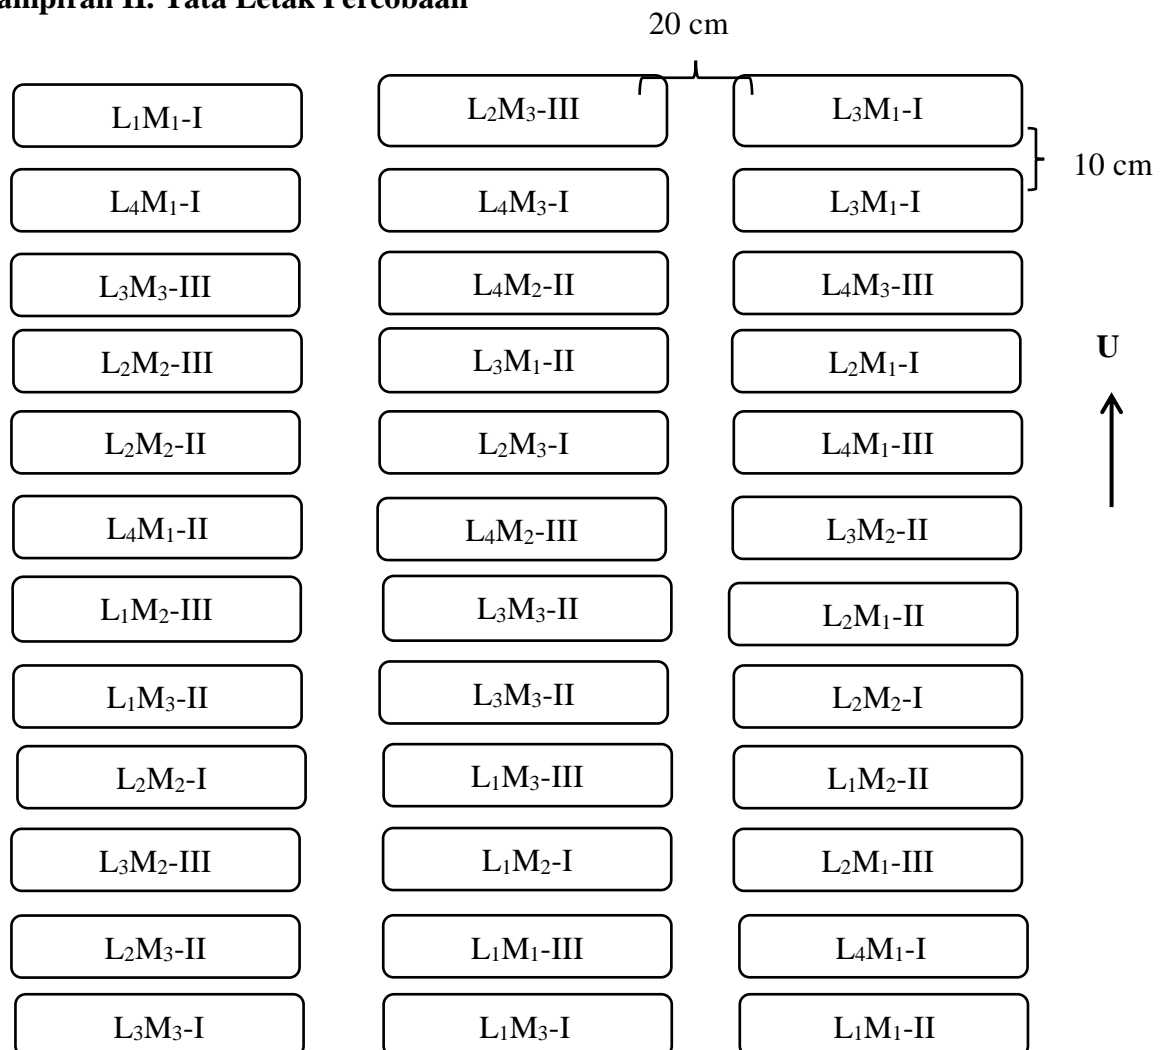 ampiran II. Tata Letak Percobaan
20 cm
L₁M₁-I L₂M₃-III L₃M₁-I
10 cm
L₄M₁-I L₄M₃-I L₃M₁-I
L₃M₃-III L₄M₂-II L₄M₃-III
U
L₂M₂-III L₃M₁-II L₂M₁-I
L₂M₂-II L₂M₃-I L₄M₁-III
L₄M₁-II L₄M₂-III L₃M₂-II
L₁M₂-III L₃M₃-II L₂M₁-II
L₁M₃-II L₃M₃-II L₂M₂-I
L₂M₂-I L₁M₃-III L₁M₂-II
L₃M₂-III L₁M₂-I L₂M₁-III
L₂M₃-II L₁M₁-III L₄M₁-I
L₃M₃-I L₁M₃-I L₁M₁-II